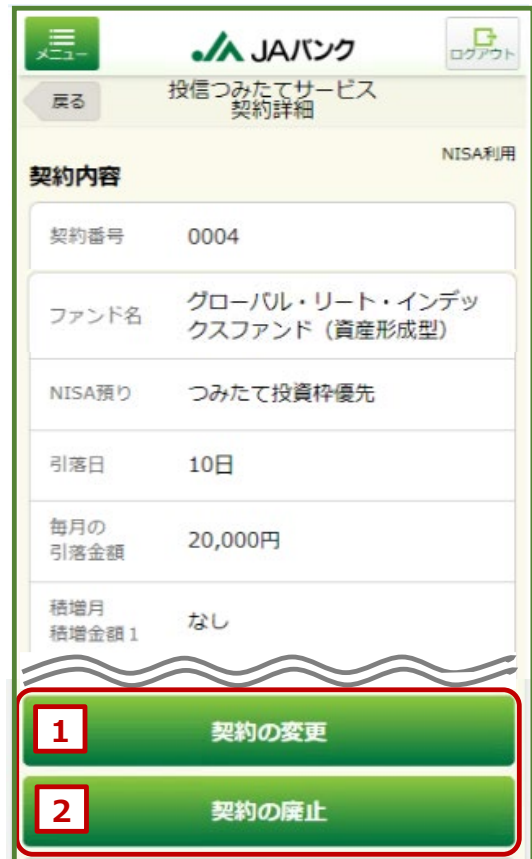 メニュー
JAバンク
ログアウト
戻る
投信つみたてサービス
契約詳細
NISA利用
契約内容
契約番号 0004
ファンド名 グローバル・リート・インデッ
クスファンド（資産形成型）
NISA預り つみたて投資枠優先
引落日 10日
毎月の
引落金額 20,000円
積増月
積増金額1 なし
1 契約の変更
2 契約の廃止